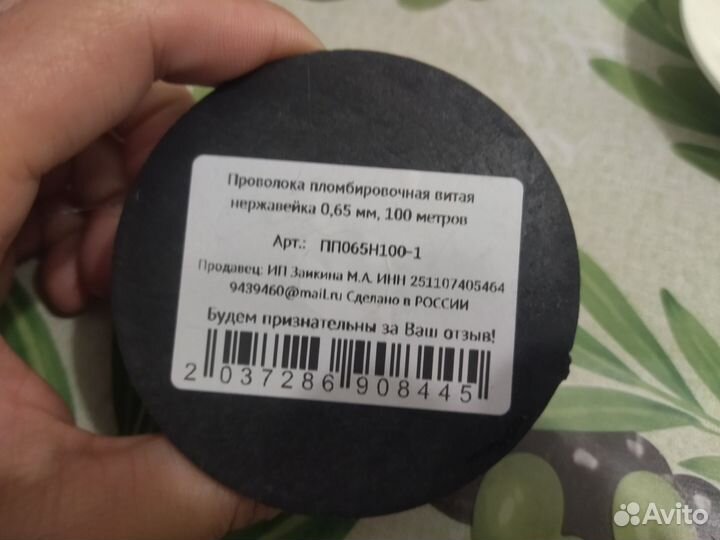 Проволока пломбировочная витая
нержавейка 0,65 мм, 100 метров
Арт.: ПП065Н100-1
Продавец: ИП Заикина М.А. ИНН 251107405464
9439460@mail.ru Сделано в РОССИИ
Будем признательны за Ваш отзыв!
2 037286 908445
Avito